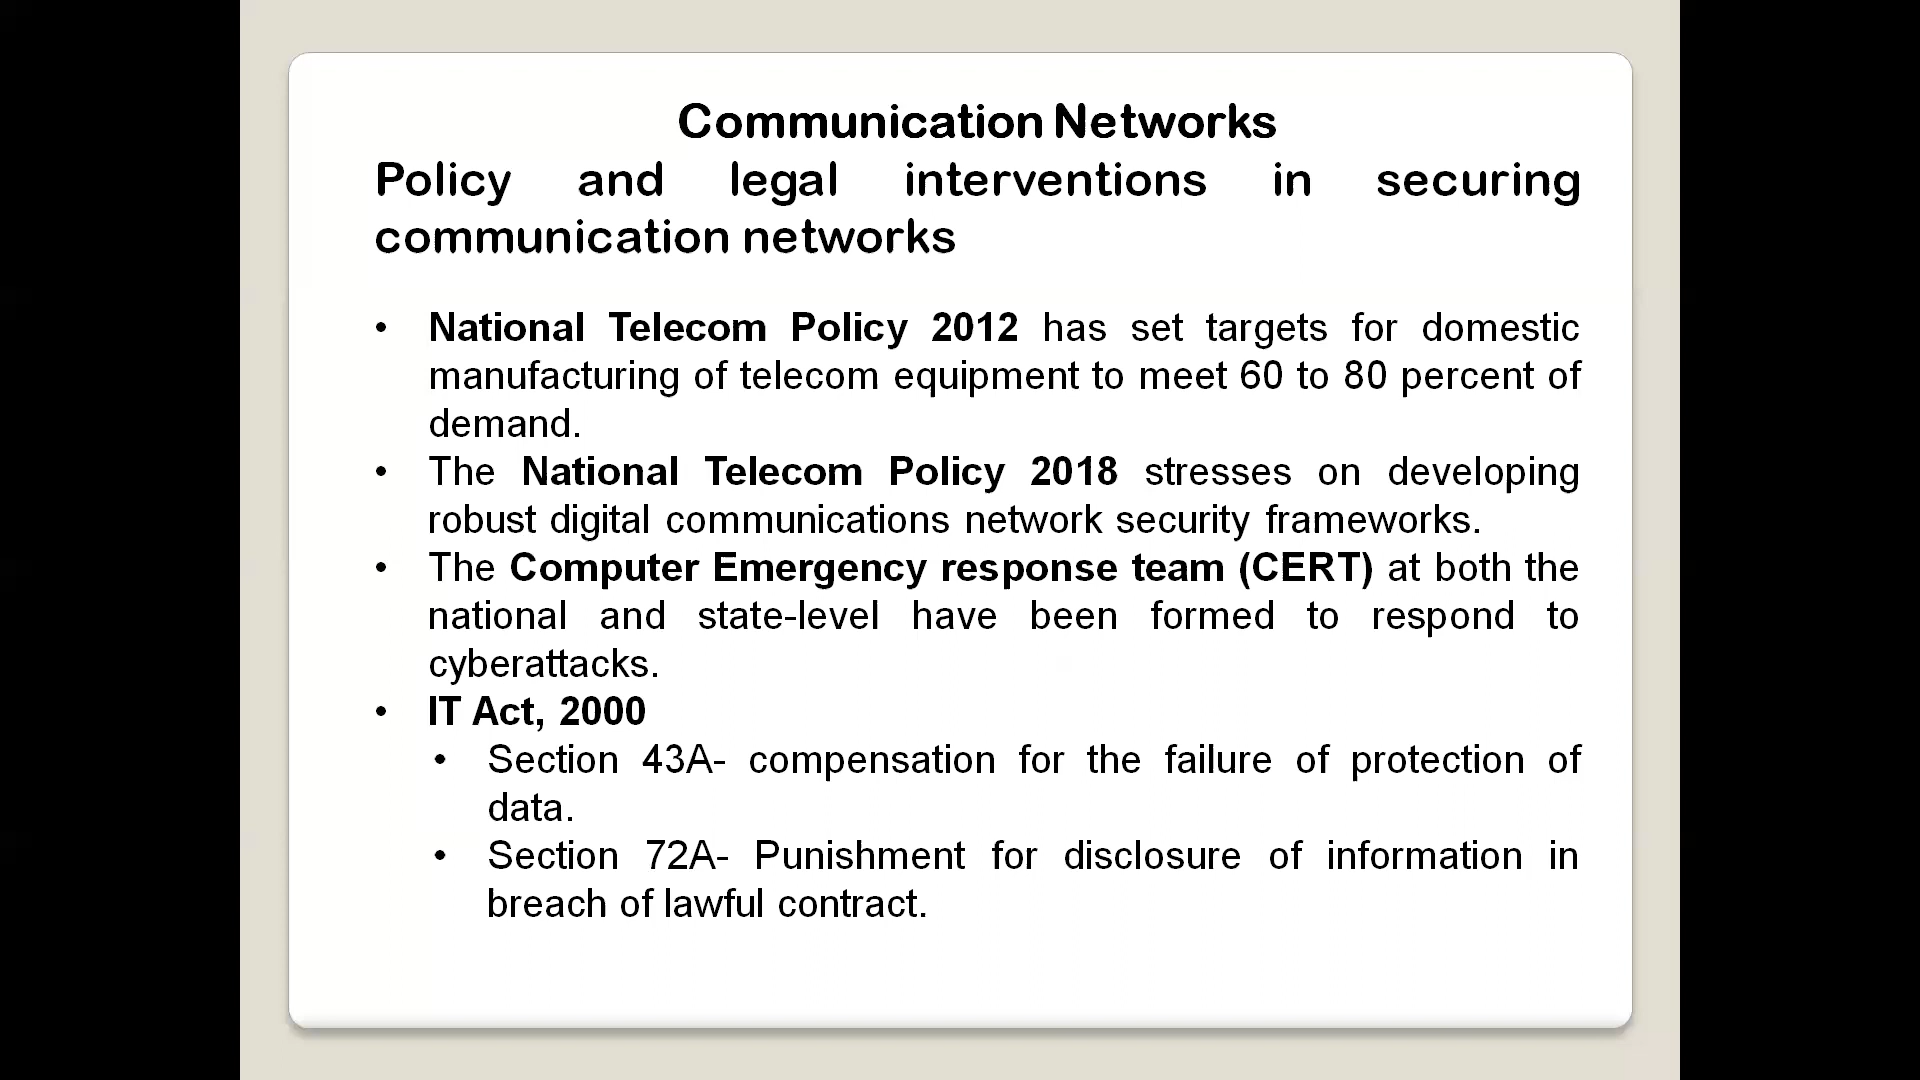 Communication Networks
Policy and legal interventions in securing
communication networks
• National Telecom Policy 2012 has set targets for domestic
manufacturing of telecom equipment to meet 60 to 80 percent of
demand.
• The National Telecom Policy 2018 stresses on developing
robust digital communications network security frameworks.
• The Computer Emergency response team (CERT) at both the
national and state-level have been formed to respond to
cyberattacks.
• IT Act, 2000
• Section 43A- compensation for the failure of protection of
data.
• Section 72A- Punishment for disclosure of information in
breach of lawful contract.